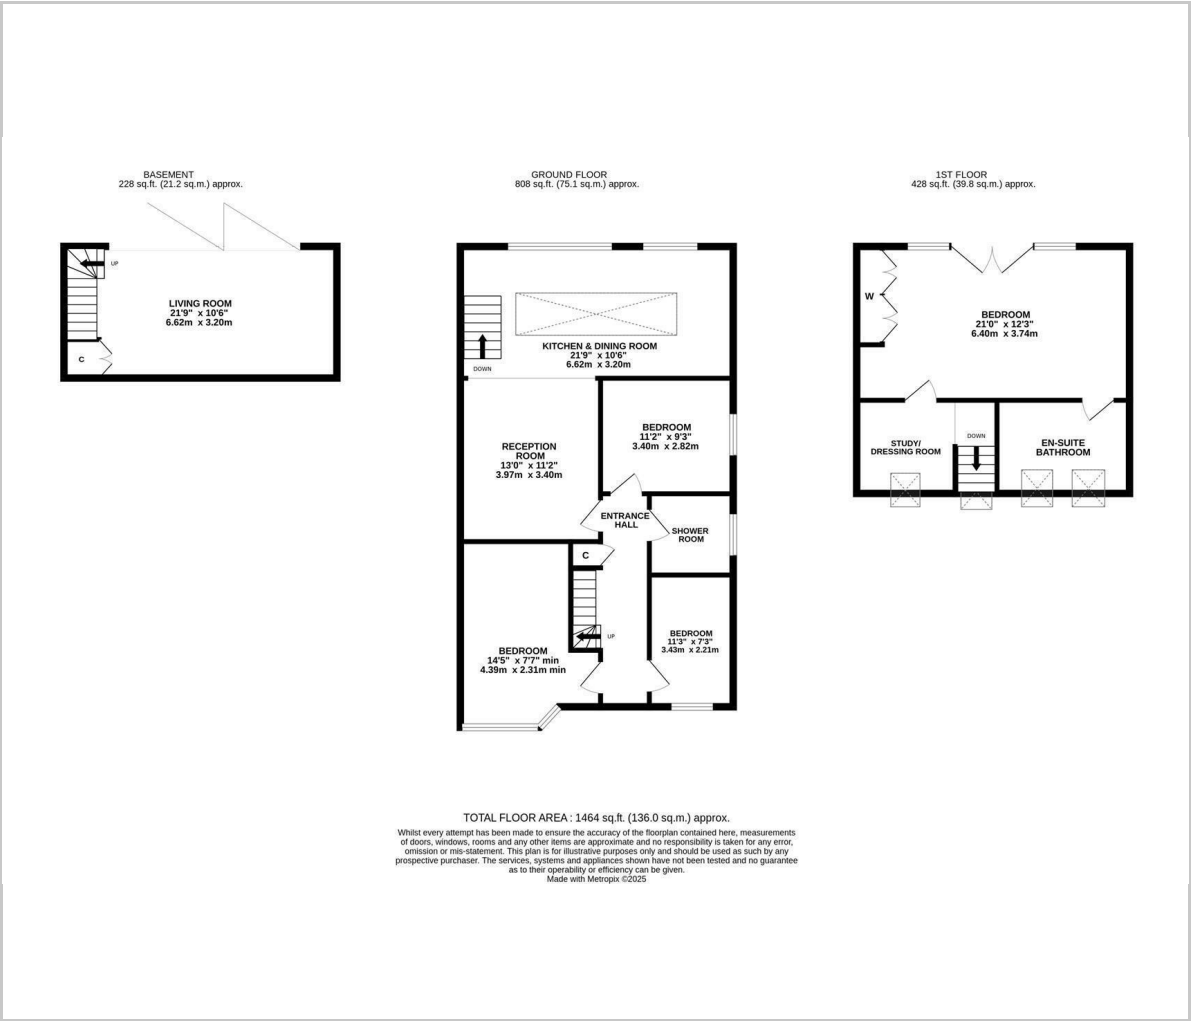 BASEMENT
228 sq.ft. (21.2 sq.m.) approx.
UP
LIVING ROOM
21'9" x 10'6"
6.62m x 3.20m
C
GROUND FLOOR
808 sq.ft. (75.1 sq.m.) approx.
KITCHEN & DINING ROOM
21'9" x 10'6"
6.62m x 3.20m
DOWN
RECEPTION
ROOM
13'0" x 11'2"
3.97m x 3.40m
BEDROOM
11'2" x 9'3"
3.40m x 2.82m
ENTRANCE
HALL
SHOWER
ROOM
C
UP
BEDROOM
14'5" x 7'7" min
4.39m x 2.31m min
BEDROOM
11'3" x 7'3"
3.43m x 2.21m
1ST FLOOR
428 sq.ft. (39.8 sq.m.) approx.
W
BEDROOM
21'0" x 12'3"
6.40m x 3.74m
STUDY/
DRESSING ROOM
DOWN
EN-SUITE
BATHROOM
TOTAL FLOOR AREA : 1464 sq.ft. (136.0 sq.m.) approx.
Whilst every attempt has been made to ensure the accuracy of the floorplan contained here, measurements
of doors, windows, rooms and any other items are approximate and no responsibility is taken for any error,
omission or mis-statement. This plan is for illustrative purposes only and should be used as such by any
prospective purchaser. The services, systems and appliances shown have not been tested and no guarantee
as to their operability or efficiency can be given.
Made with Metropix ©2025